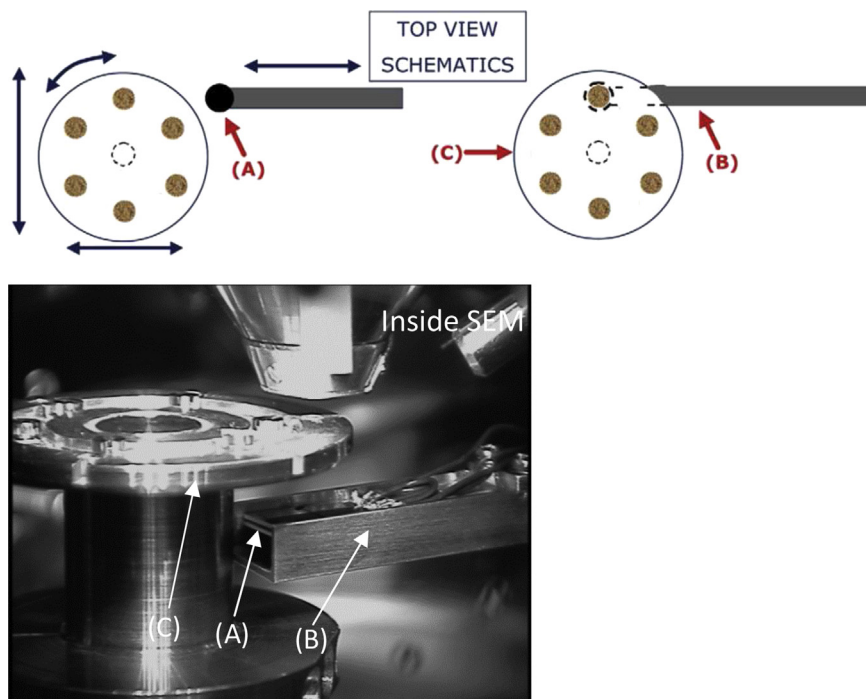 TOP VIEW
SCHEMATICS
(A)
(C)
(B)
Inside SEM
(C)
(A)
(B)